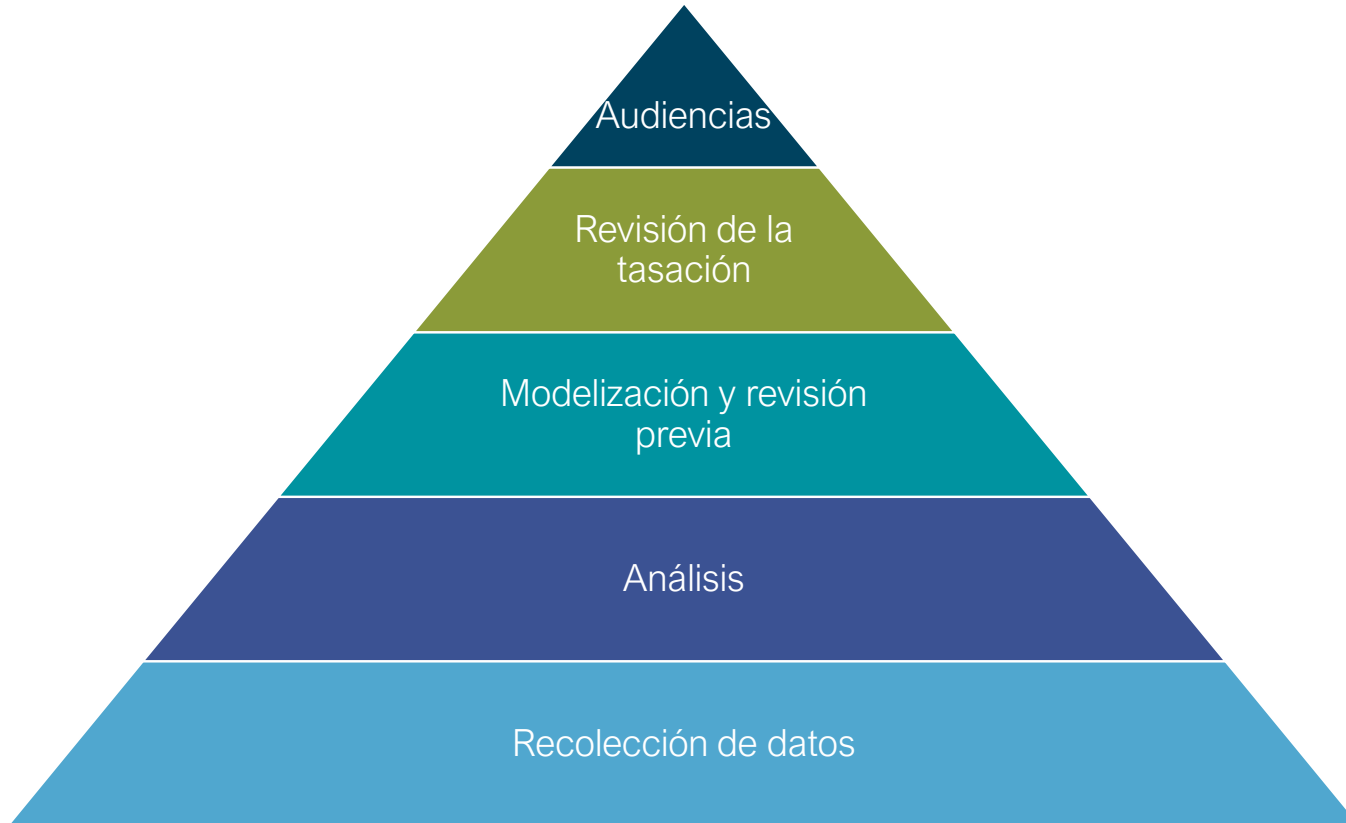 Audiencias
Revisión de la
tasación
Modelización y revisión
previa
Análisis
Recolección de datos